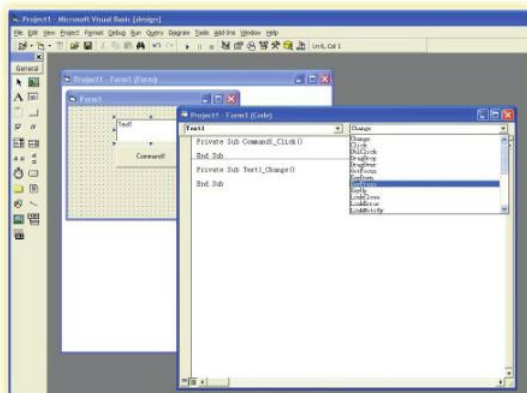 Project1 - Microsoft Visual Basic [design]
File Edit View Project Format Debug Run Query Diagram Tools Add-Ins Window Help
Ln6, Col 1
General
Project1 - Form1 (Form)
Form1
Text1
Command1
Project1 - Form1 (Code)
Text1
Change
Private Sub Command1_Click()
End Sub
Private Sub Text1_Change()
End Sub
Change
Click
DblClick
DragDrop
DragOver
GotFocus
KeyDown
KeyPress
KeyUp
LinkClose
LinkError
LinkNotify